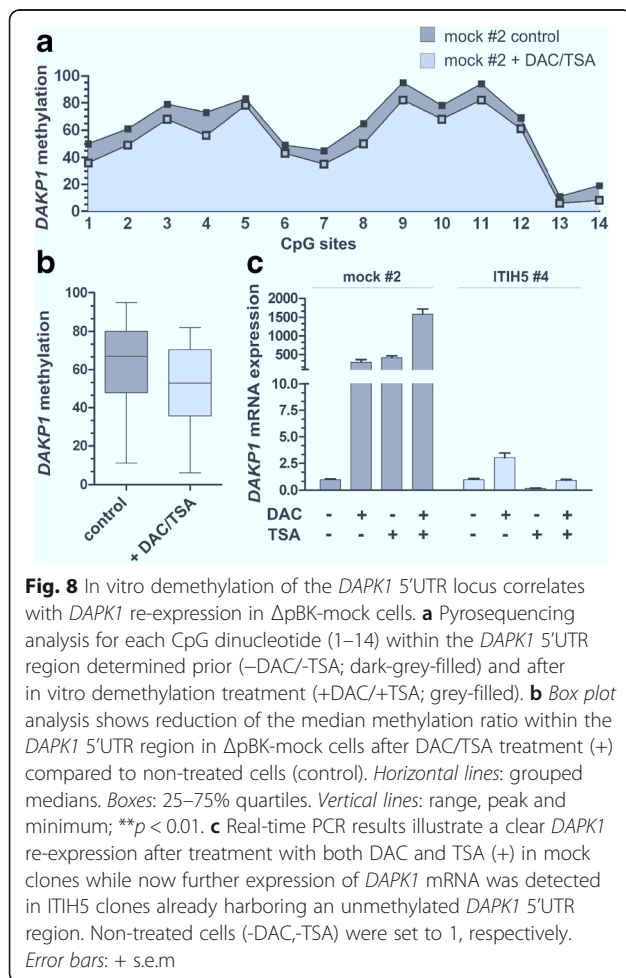 a
mock #2 control
mock #2 + DAC/TSA
DAKP1 methylation
100
80
60
40
20
0
1 2 3 4 5 6 7 8 9 10 11 12 13 14
CpG sites
b
DAKP1 methylation
100
80
60
40
20
0
control
+ DAC/TSA
c
mock #2 ITIH5 #4
DAKP1 mRNA expression
2000
1500
1000
500
10.0
7.5
5.0
2.5
0.0
DAC - + - + - + - +
TSA - - + + - - + +
Fig. 8 In vitro demethylation of the DAPK1 5’UTR locus correlates
with DAPK1 re-expression in ΔpBK-mock cells. a Pyrosequencing
analysis for each CpG dinucleotide (1–14) within the DAPK1 5’UTR
region determined prior (−DAC/-TSA; dark-grey-filled) and after
in vitro demethylation treatment (+DAC/+TSA; grey-filled). b Box plot
analysis shows reduction of the median methylation ratio within the
DAPK1 5’UTR region in ΔpBK-mock cells after DAC/TSA treatment (+)
compared to non-treated cells (control). Horizontal lines: grouped
medians. Boxes: 25–75% quartiles. Vertical lines: range, peak and
minimum; **p < 0.01. c Real-time PCR results illustrate a clear DAPK1
re-expression after treatment with both DAC and TSA (+) in mock
clones while now further expression of DAPK1 mRNA was detected
in ITIH5 clones already harboring an unmethylated DAPK1 5’UTR
region. Non-treated cells (-DAC,-TSA) were set to 1, respectively.
Error bars: + s.e.m